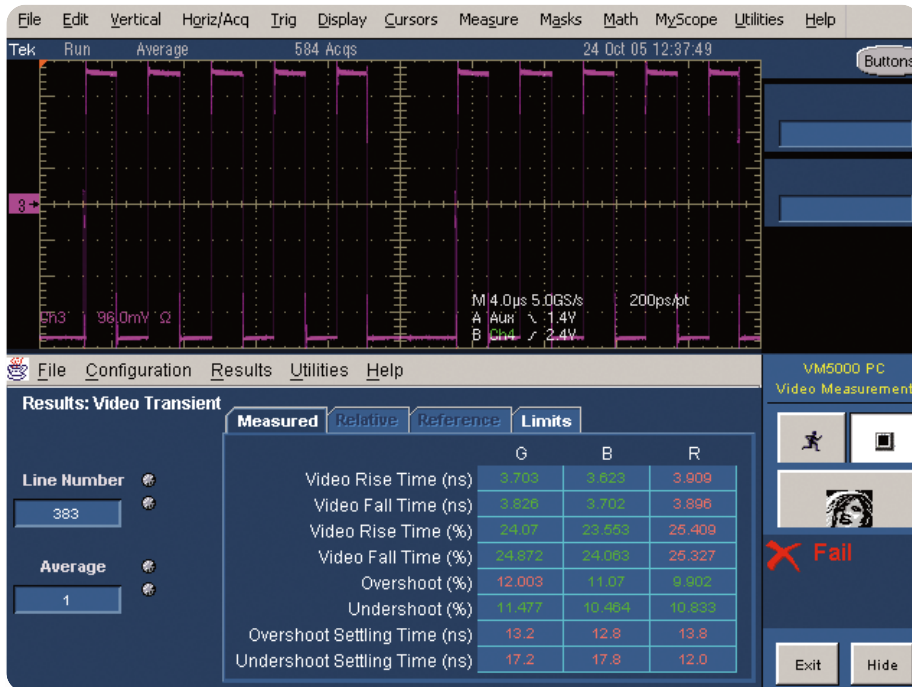 File Edit Vertical Horiz/Acq Trig Display Cursors Measure Masks Math MyScope Utilities Help
Tek Run Average 584 Acqs 24 Oct 05 12:37:49
Buttons
3
M 4.0µs 5.0GS/s 200ps/pt
Ch3 96.0mV Ω A Aux \ 1.4V
B Ch4 / 2.4V
File Configuration Results Utilities Help
VM5000 PC
Video Measurement
Results: Video Transient
Measured Relative Reference Limits
G B R
Line Number
383
Video Rise Time (ns) 3.703 3.623 3.909
Video Fall Time (ns) 3.826 3.702 3.896
Video Rise Time (%) 24.07 23.553 25.409
Video Fall Time (%) 24.872 24.063 25.327
Overshoot (%) 12.003 11.07 9.902
Undershoot (%) 11.477 10.464 10.833
Overshoot Settling Time (ns) 13.2 12.8 13.8
Undershoot Settling Time (ns) 17.2 17.8 12.0
Average
1
Fail
Exit Hide